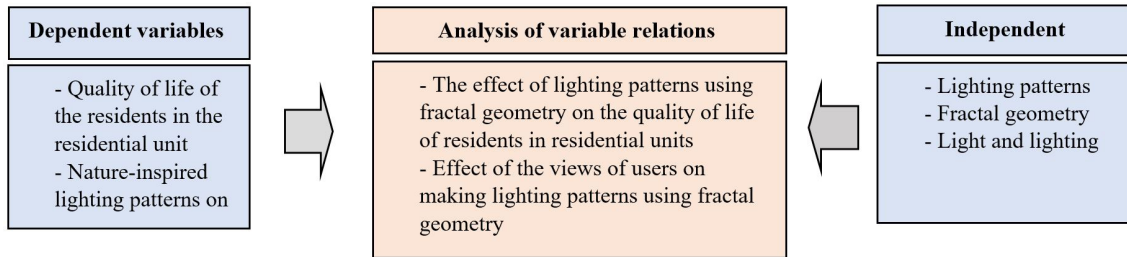 Dependent variables
- Quality of life of
the residents in the
residential unit
- Nature-inspired
lighting patterns on
Analysis of variable relations
- The effect of lighting patterns using
fractal geometry on the quality of life
of residents in residential units
- Effect of the views of users on
making lighting patterns using fractal
geometry
Independent
- Lighting patterns
- Fractal geometry
- Light and lighting